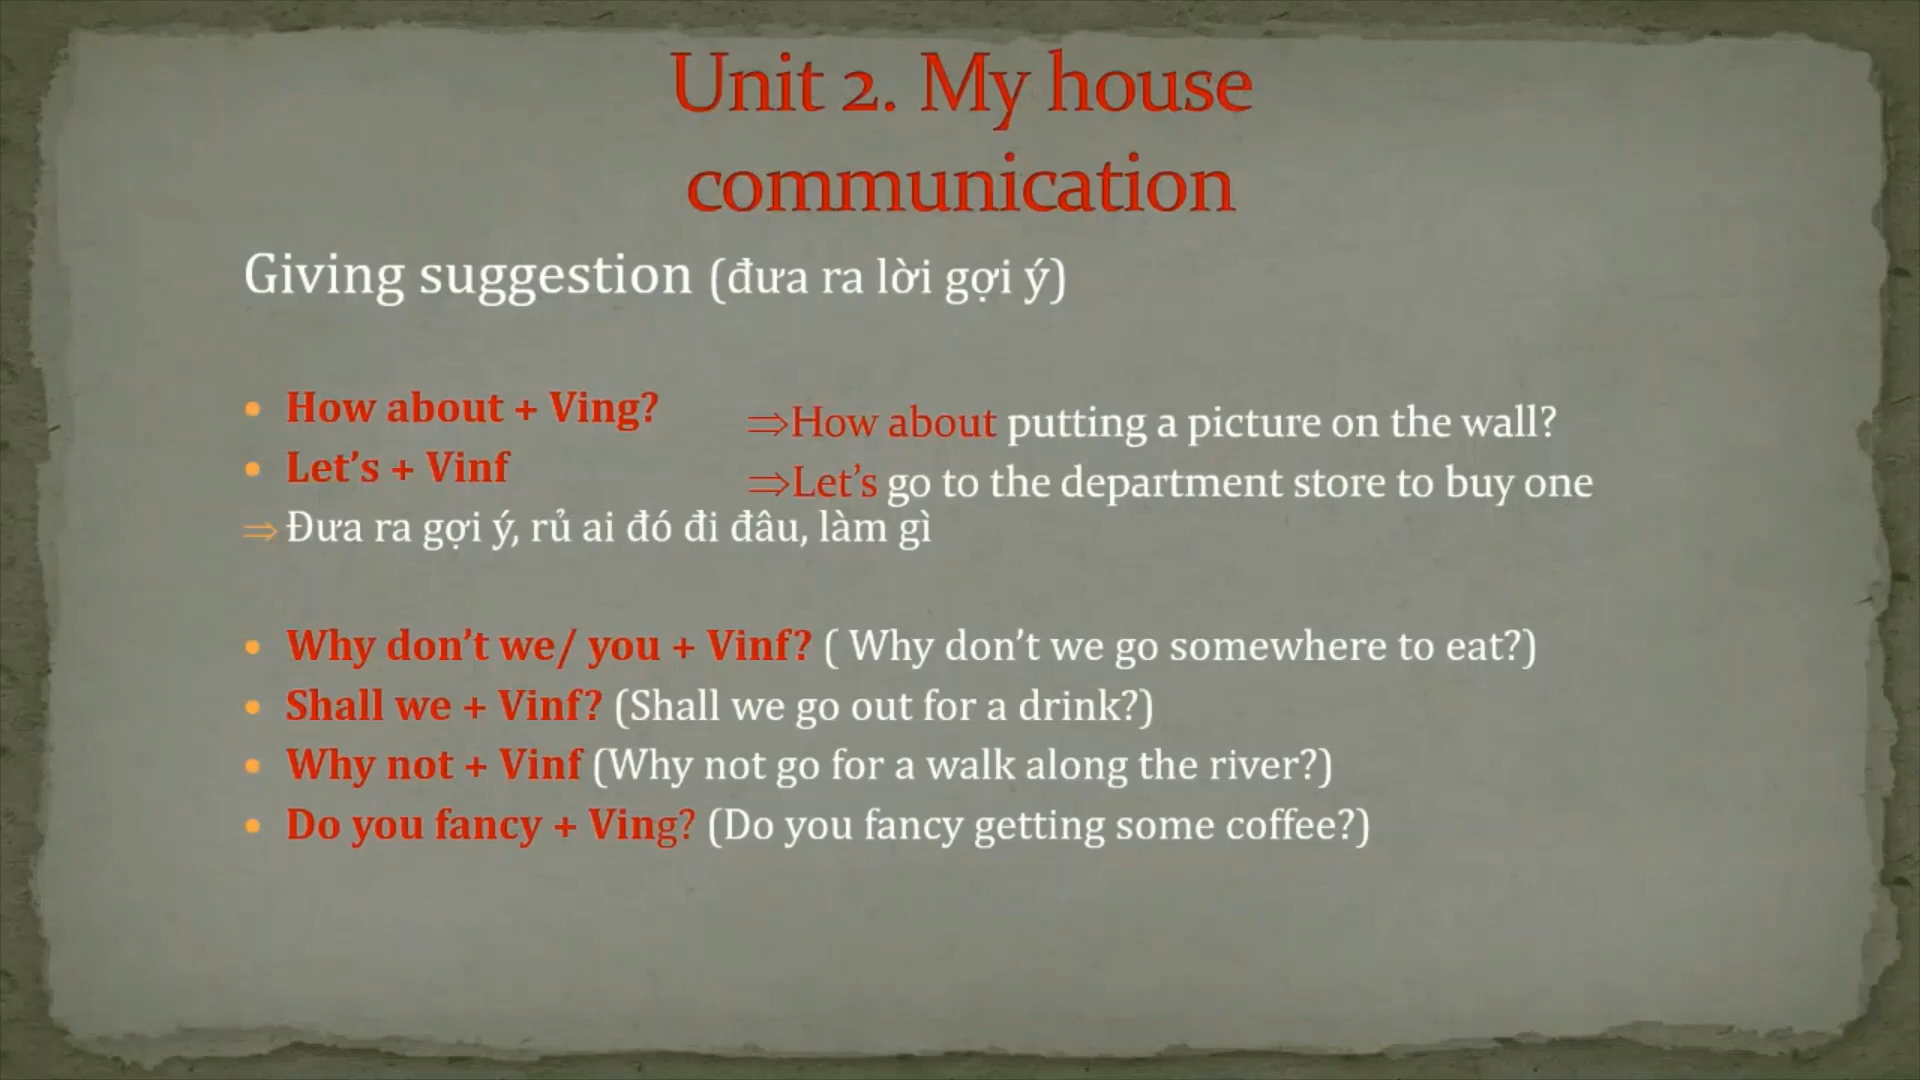 Unit 2. My house
communication
Giving suggestion (đưa ra lời gợi ý)
• How about + Ving?
⇒How about putting a picture on the wall?
• Let’s + Vinf
⇒Let’s go to the department store to buy one
⇒ Đưa ra gợi ý, rủ ai đó đi đâu, làm gì
• Why don’t we/ you + Vinf? ( Why don’t we go somewhere to eat?)
• Shall we + Vinf? (Shall we go out for a drink?)
• Why not + Vinf (Why not go for a walk along the river?)
• Do you fancy + Ving? (Do you fancy getting some coffee?)